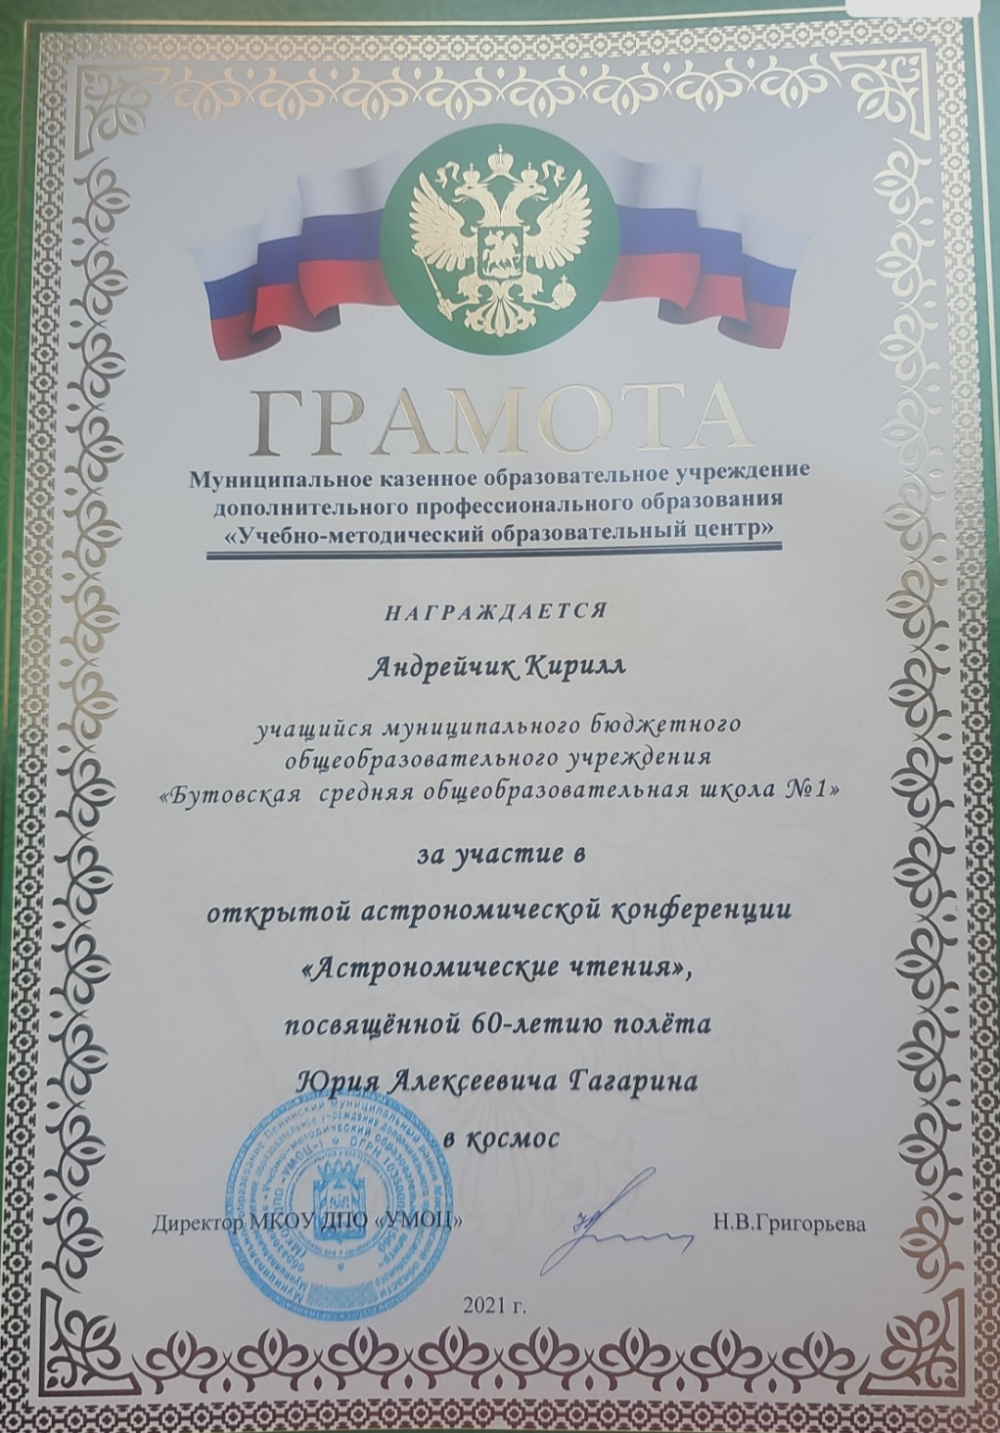 ГРАМОТА
Муниципальное казенное образовательное учреждение
дополнительного профессионального образования
«Учебно-методический образовательный центр»
НАГРАЖДАЕТСЯ
Андрейчик Кирилл
учащийся муниципального бюджетного
общеобразовательного учреждения
«Бутовская средняя общеобразовательная школа №1»
за участие в
открытой астрономической конференции
«Астрономические чтения»,
посвящённой 60-летию полёта
Юрия Алексеевича Гагарина
в космос
Директор МКОУ ДПО «УМОЦ»
Н.В.Григорьева
2021 г.